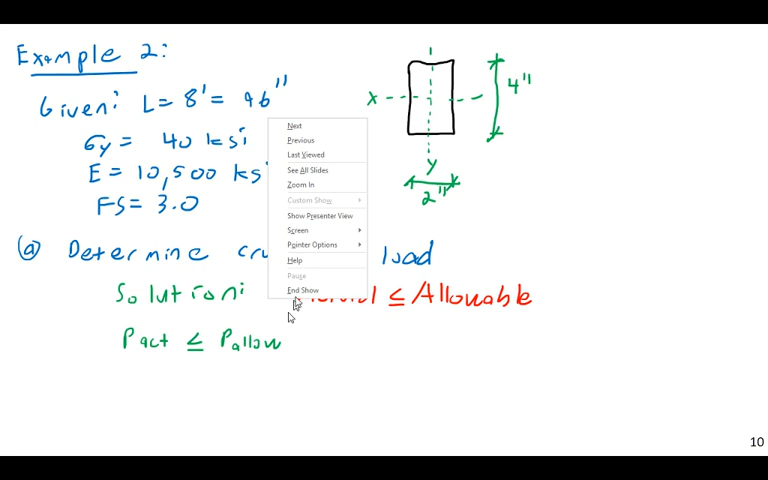 Example 2:
Given: L = 8' = 96"
σy = 40 ksi
E = 10,500 ks
FS = 3.0
X
Y
4"
2"
Next
Previous
Last Viewed
See All Slides
Zoom In
Custom Show
Show Presenter View
Screen
Pointer Options
Help
Pause
End Show
(a) Determine load
Solution: ≤ Allowable
Pact ≤ Pallow
10